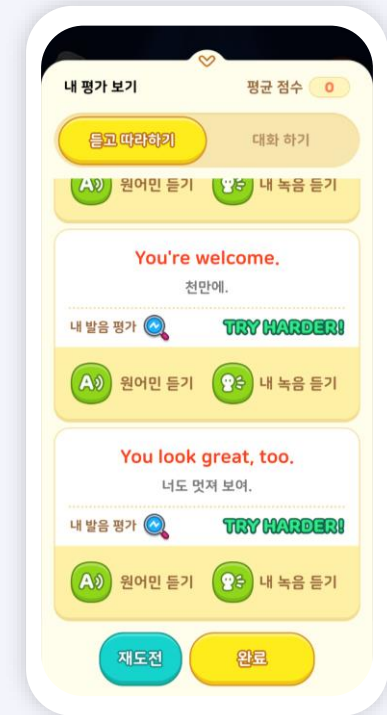 내 평가 보기 평균 점수 0
듣고 따라하기 대화 하기
A 원어민 듣기 내 녹음 듣기
You're welcome.
천만에.
내 발음 평가 TRY HARDER!
A 원어민 듣기 내 녹음 듣기
You look great, too.
너도 멋져 보여.
내 발음 평가 TRY HARDER!
A 원어민 듣기 내 녹음 듣기
재도전 완료